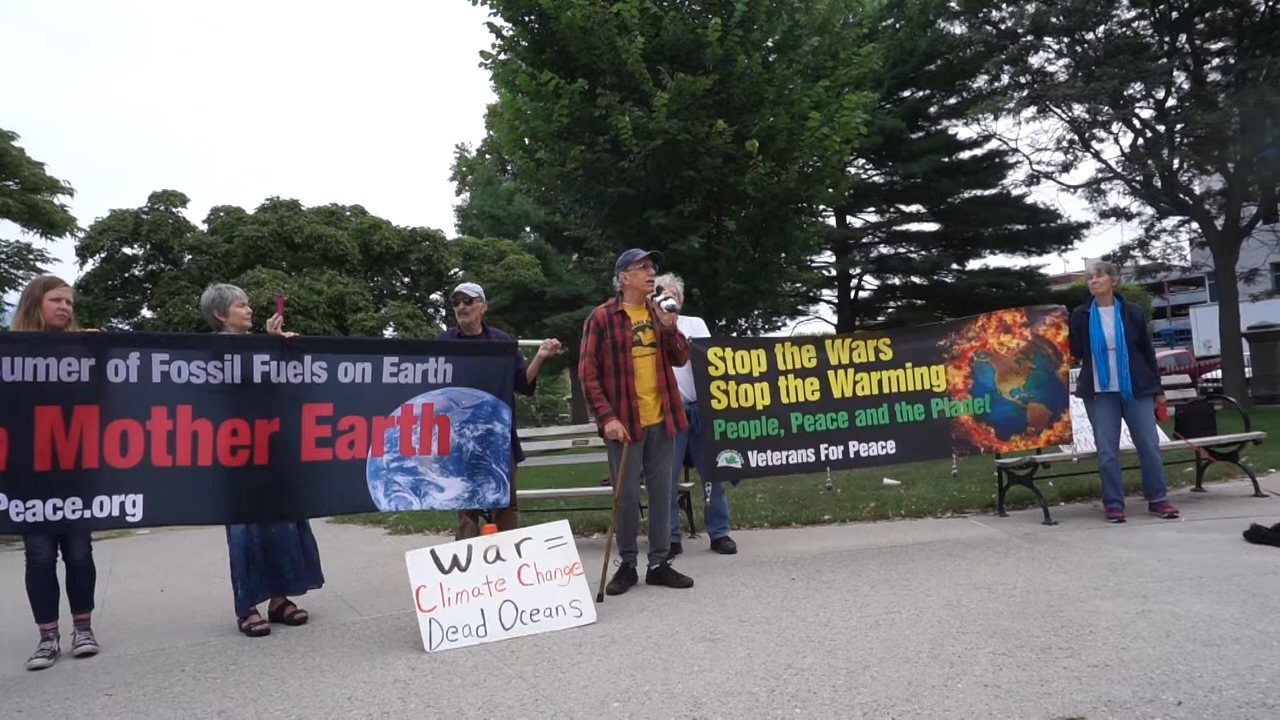 umer of Fossil Fuels on Earth
Mother Earth
Peace.org
War =
Climate Change
Dead Oceans
Stop the Wars
Stop the Warming
People, Peace and the Planet
Veterans For Peace